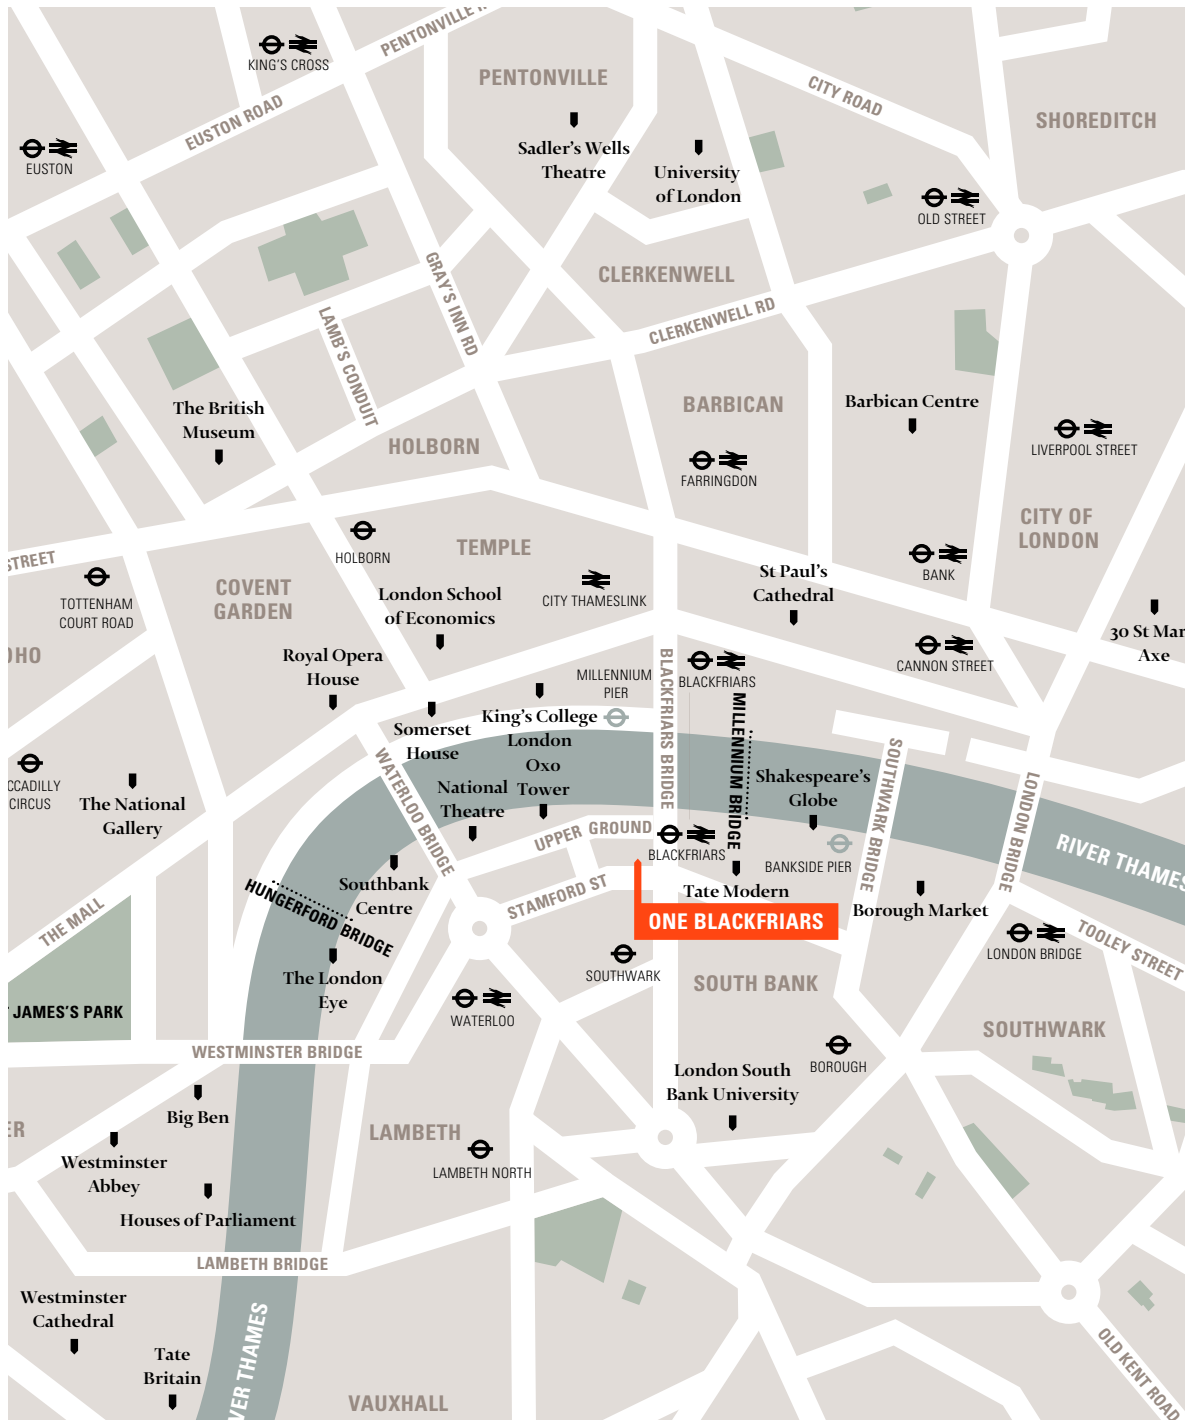 PENTONVILLE
KING'S CROSS
PENTONVILLE
CITY ROAD
EUSTON ROAD
SHOREDITCH
Sadler's Wells
Theatre
EUSTON
University
of London
OLD STREET
GRAY'S INN RD
CLERKENWELL
CLERKENWELL RD
LAMB'S CONDUIT
The British
Museum
BARBICAN
Barbican Centre
HOLBORN
LIVERPOOL STREET
FARRINGDON
CITY OF
LONDON
STREET
HOLBORN
TEMPLE
BANK
TOTTENHAM
COURT ROAD
COVENT
GARDEN
London School
of Economics
CITY THAMESLINK
St Paul's
Cathedral
30 St Mar
Axe
OHO
Royal Opera
House
MILLENNIUM
PIER
BLACKFRIARS
CANNON STREET
BLACKFRIARS BRIDGE
MILLENNIUM BRIDGE
Somerset
House
King's College
London
Oxo
Tower
WATERLOO BRIDGE
SOUTHWARK BRIDGE
LONDON BRIDGE
CCADILLY
CIRCUS
The National
Gallery
National
Theatre
Shakespeare's
Globe
UPPER GROUND
BLACKFRIARS
BANKSIDE PIER
RIVER THAMES
Southbank
Centre
STAMFORD ST
Tate Modern
Borough Market
HUNGERFORD BRIDGE
THE MALL
ONE BLACKFRIARS
TOOLEY STREET
LONDON BRIDGE
The London
Eye
SOUTHWARK
SOUTH BANK
JAMES'S PARK
WATERLOO
SOUTHWARK
WESTMINSTER BRIDGE
BOROUGH
London South
Bank University
Big Ben
ER
LAMBETH
Westminster
Abbey
LAMBETH NORTH
Houses of Parliament
LAMBETH BRIDGE
Westminster
Cathedral
VER THAMES
Tate
Britain
OLD KENT ROAD
VAUXHALL